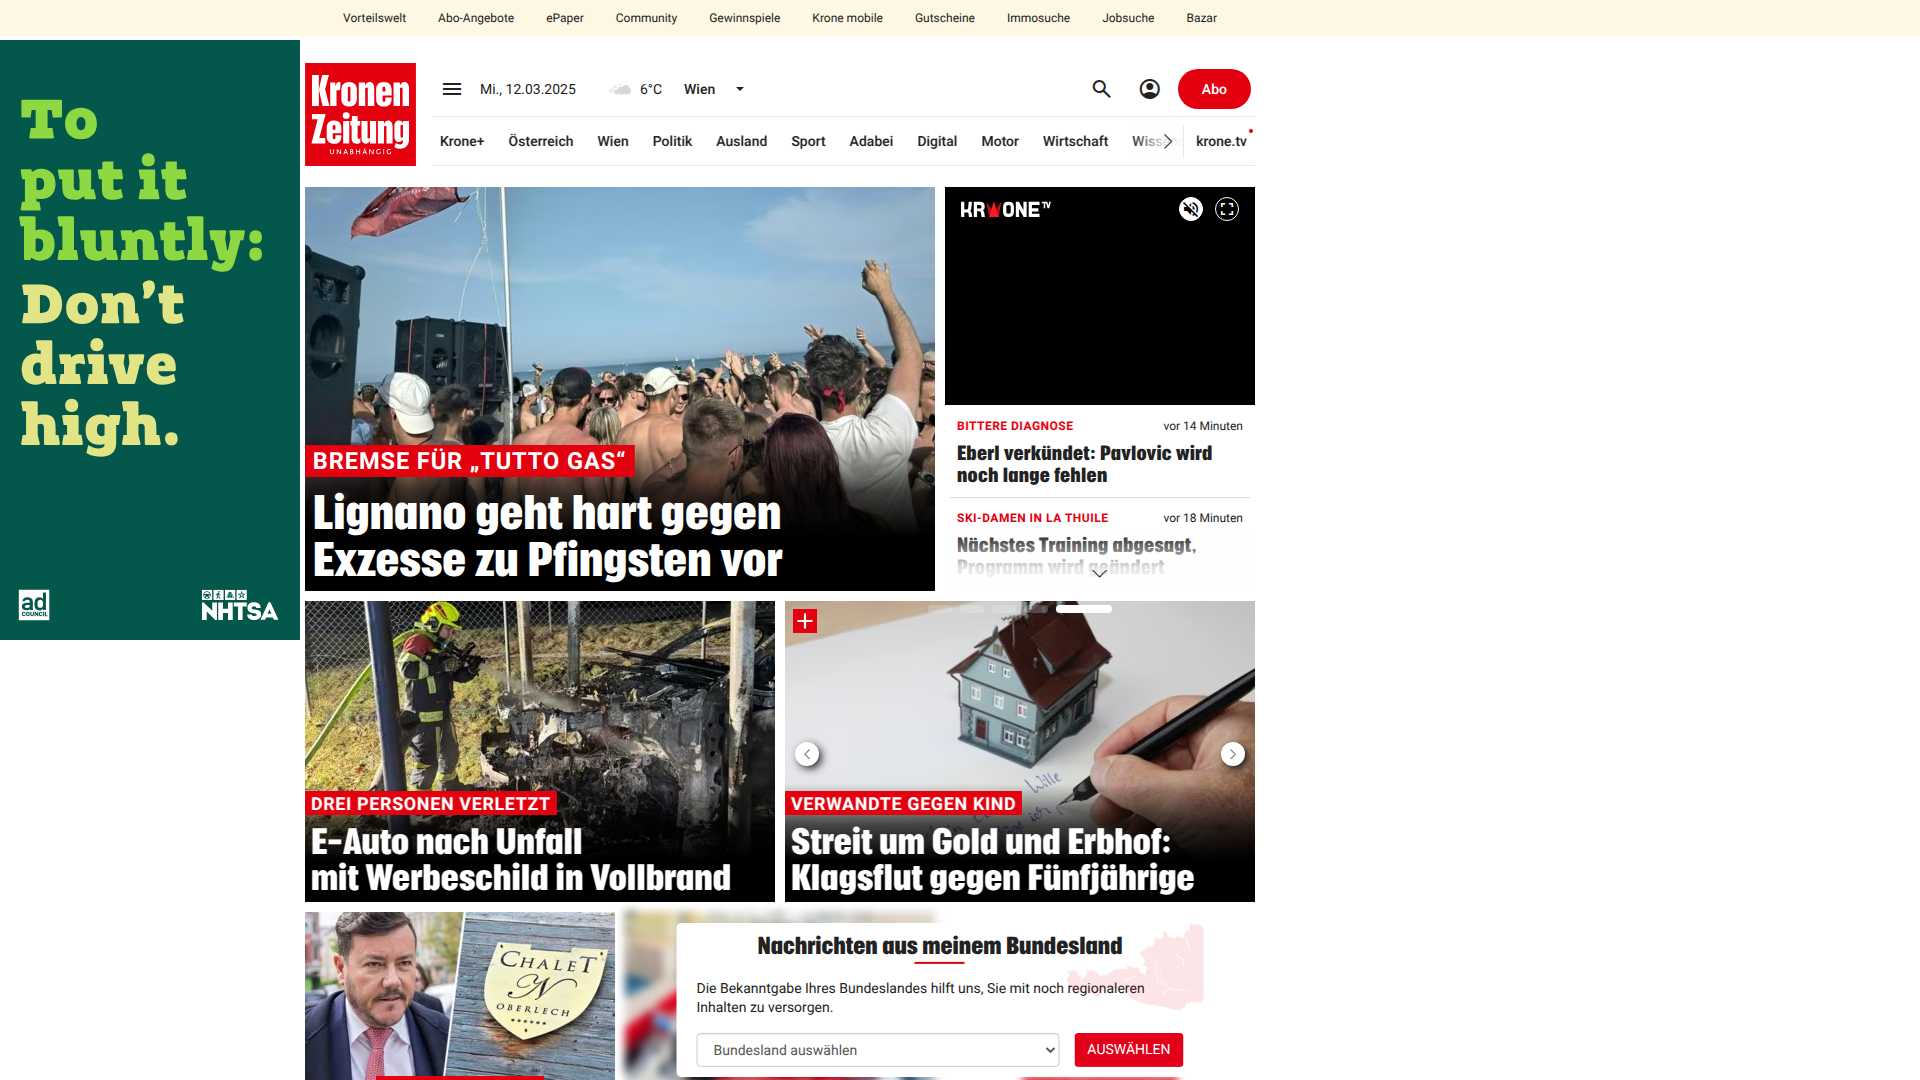 Vorteilswelt Abo-Angebote ePaper Community Gewinnspiele Krone mobile Gutscheine Immosuche Jobsuche Bazar
To
put it
bluntly:
Don't
drive
high.
ad
COUNCIL
NHTSA
Kronen
Zeitung
UNABHÄNGIG
Mi., 12.03.2025 6°C Wien Abo
Krone+ Österreich Wien Politik Ausland Sport Adabei Digital Motor Wirtschaft krone.tv
BREMSE FÜR „TUTTO GAS“
Lignano geht hart gegen
Exzesse zu Pfingsten vor
KRONE TV
BITTERE DIAGNOSE vor 14 Minuten
Eberl verkündet: Pavlovic wird
noch lange fehlen
SKI-DAMEN IN LA THUILE vor 18 Minuten
Nächstes Training abgesagt,
Programm wird geändert
DREI PERSONEN VERLETZT
E-Auto nach Unfall
mit Werbeschild in Vollbrand
Wille
VERWANDTE GEGEN KIND
Streit um Gold und Erbhof:
Klagsflut gegen Fünfjährige
CHALET
N
OBERLECH
Nachrichten aus meinem Bundesland
Die Bekanntgabe Ihres Bundeslandes hilft uns, Sie mit noch regionaleren
Inhalten zu versorgen.
Bundesland auswählen AUSWÄHLEN